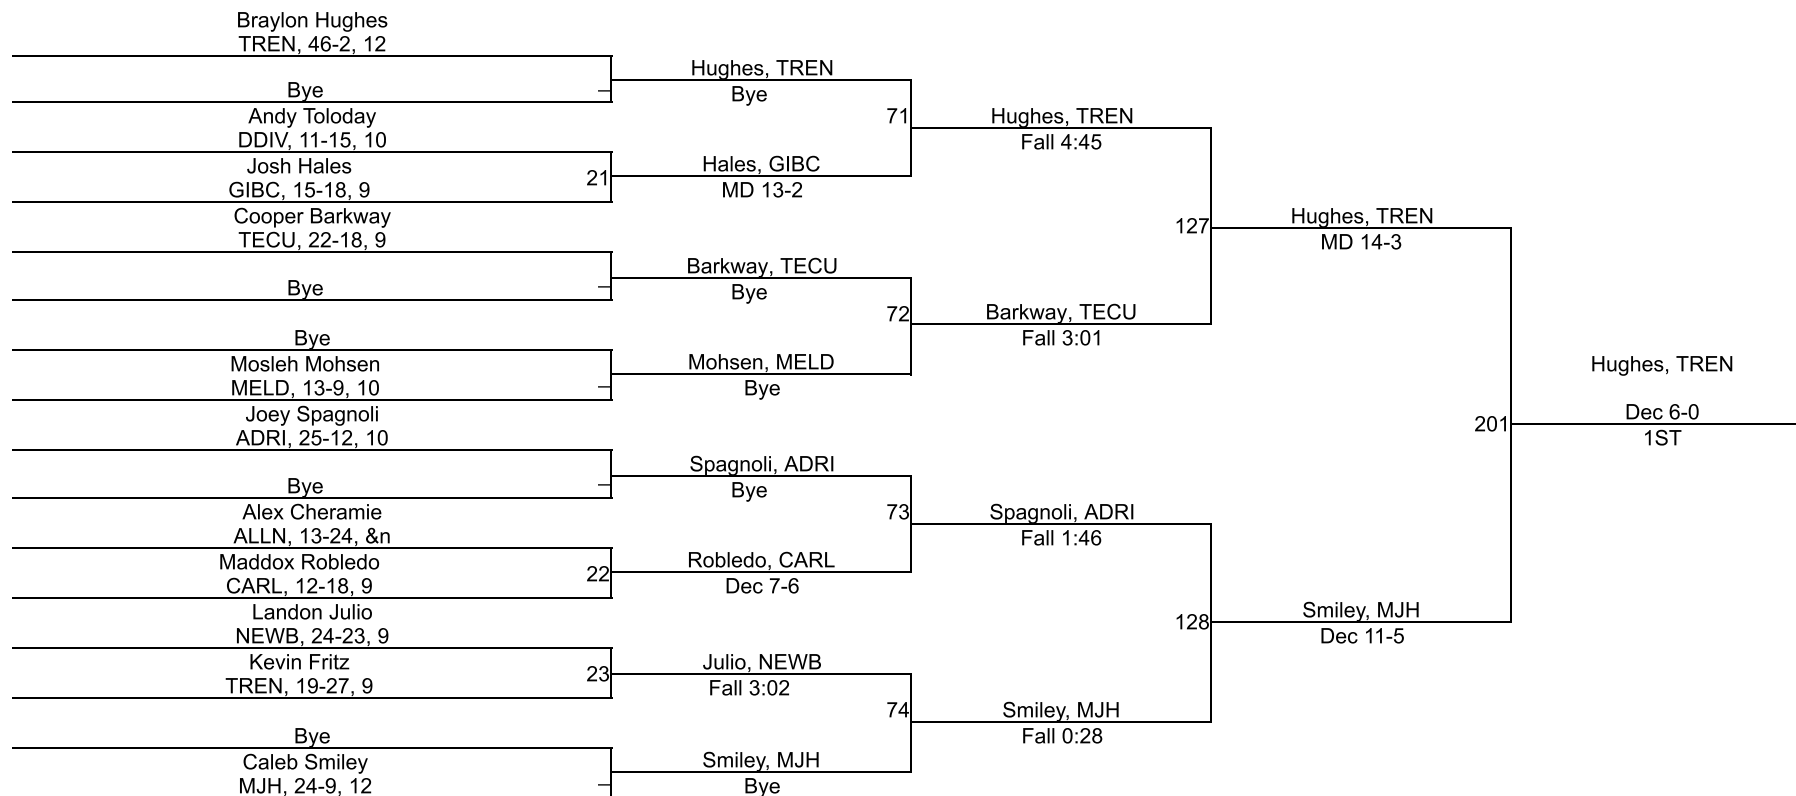 Braylon Hughes
TREN, 46-2, 12
Bye
Hughes, TREN
Bye
Andy Toloday
DDIV, 11-15, 10
Josh Hales
GIBC, 15-18, 9
21
Hales, GIBC
MD 13-2
71
Hughes, TREN
Fall 4:45
Cooper Barkway
TECU, 22-18, 9
Bye
Barkway, TECU
Bye
Bye
Mosleh Mohsen
MELD, 13-9, 10
Mohsen, MELD
Bye
72
Barkway, TECU
Fall 3:01
127
Hughes, TREN
MD 14-3
Joey Spagnoli
ADRI, 25-12, 10
Bye
Spagnoli, ADRI
Bye
Alex Cheramie
ALLN, 13-24, &n
Maddox Robledo
CARL, 12-18, 9
22
Robledo, CARL
Dec 7-6
73
Spagnoli, ADRI
Fall 1:46
Landon Julio
NEWB, 24-23, 9
Kevin Fritz
TREN, 19-27, 9
23
Julio, NEWB
Fall 3:02
Bye
Caleb Smiley
MJH, 24-9, 12
Smiley, MJH
Bye
74
Smiley, MJH
Fall 0:28
128
Smiley, MJH
Dec 11-5
201
Hughes, TREN
Dec 6-0
1ST